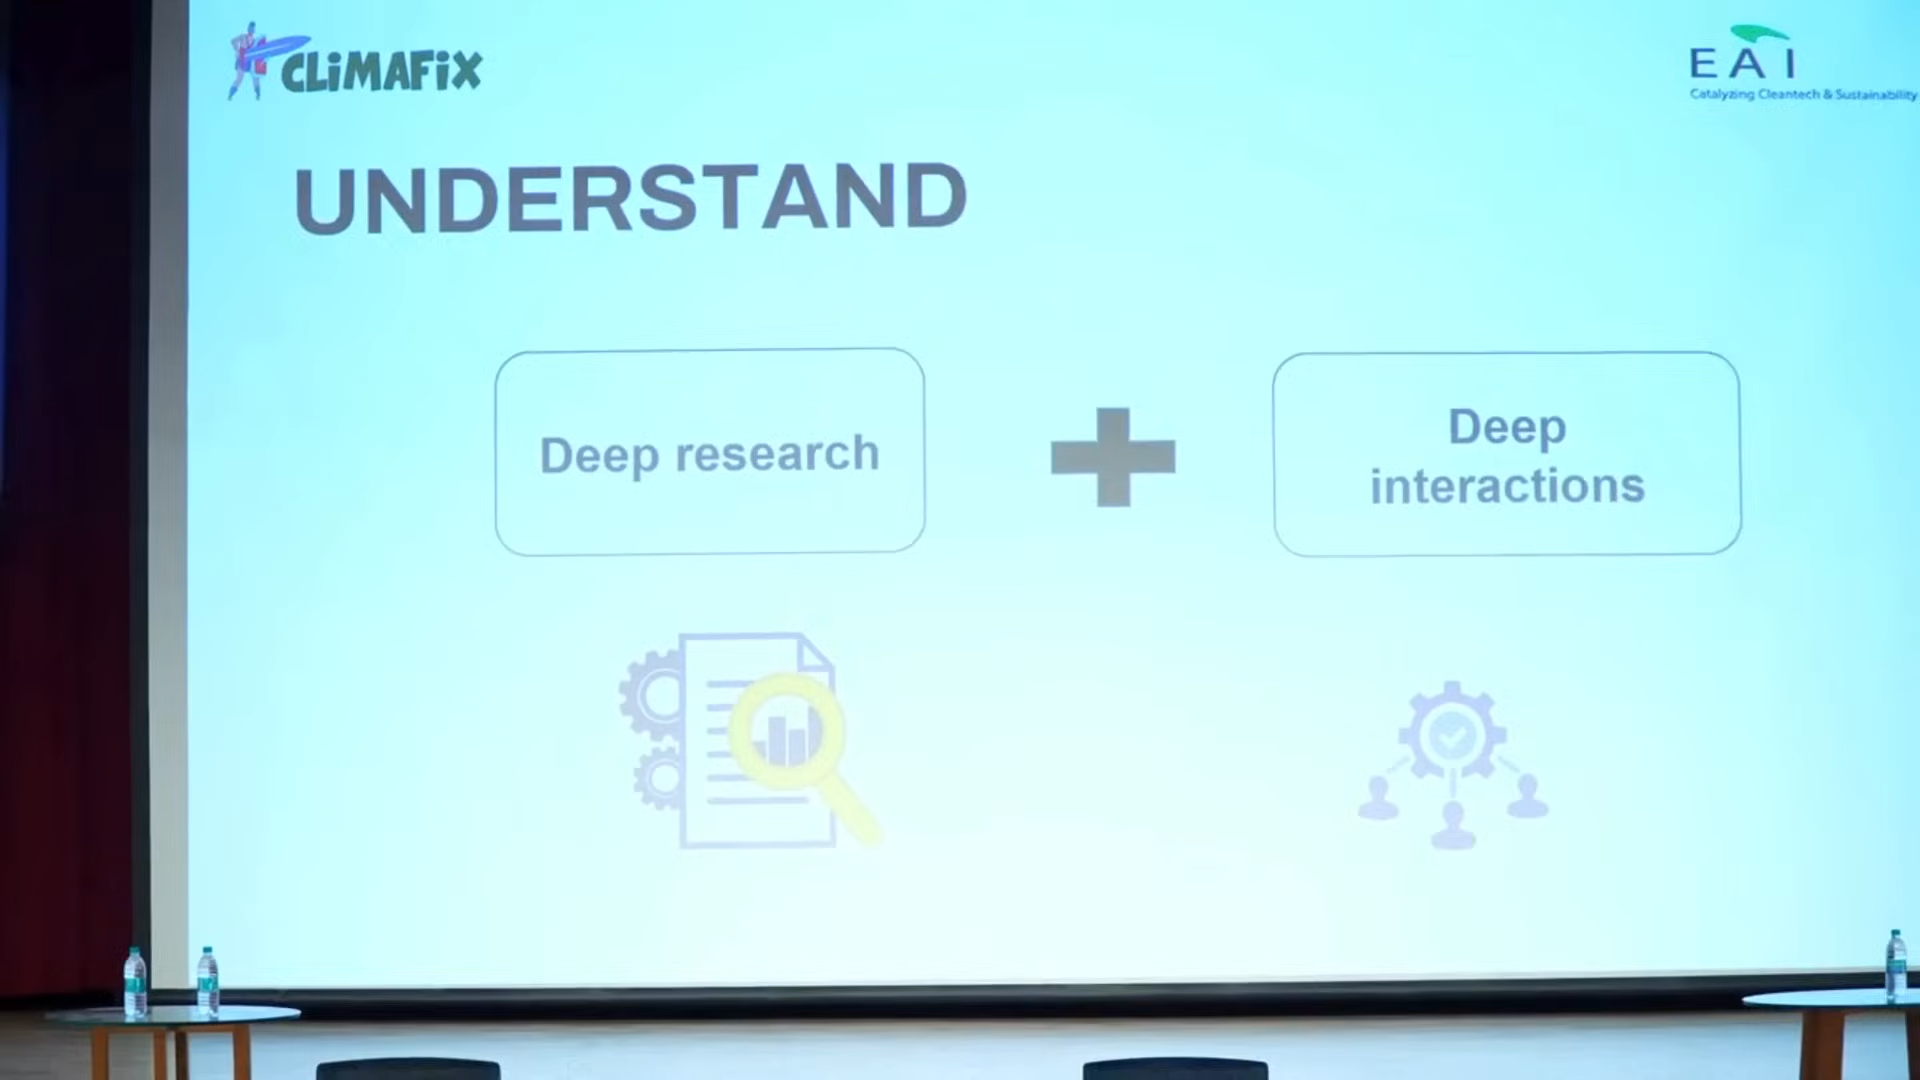 CLiMAFiX
EAI
Catalyzing Cleantech & Sustainability
UNDERSTAND
Deep research
Deep
interactions